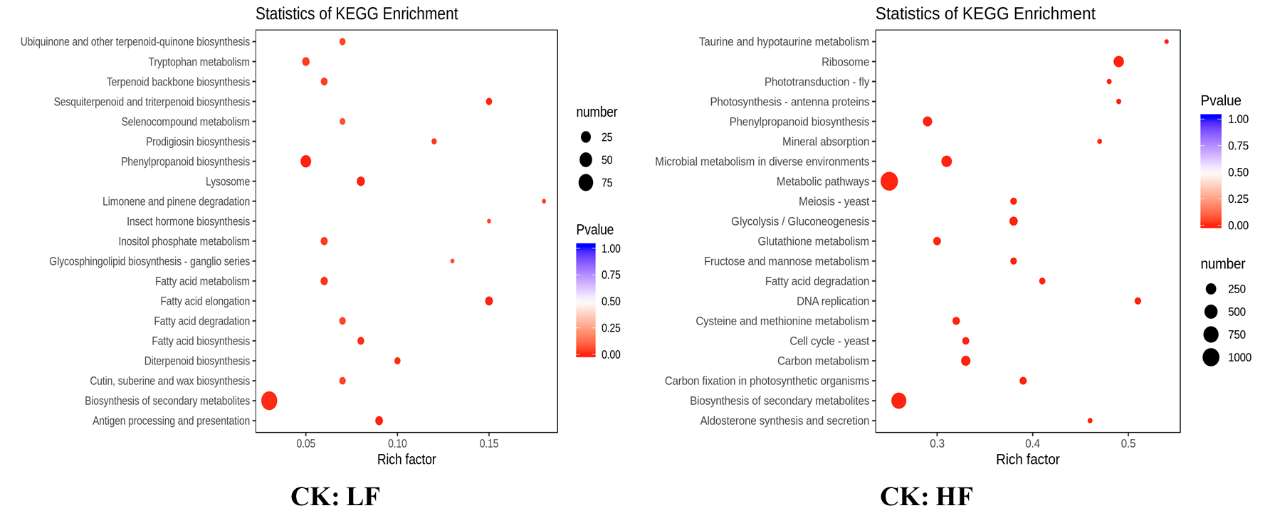 Statistics of KEGG Enrichment
Ubiquinone and other terpenoid-quinone biosynthesis
Tryptophan metabolism
Terpenoid backbone biosynthesis
Sesquiterpenoid and triterpenoid biosynthesis
Selenocompound metabolism
Prodigiosin biosynthesis
Phenylpropanoid biosynthesis
Lysosome
Limonene and pinene degradation
Insect hormone biosynthesis
Inositol phosphate metabolism
Glycosphingolipid biosynthesis - ganglio series
Fatty acid metabolism
Fatty acid elongation
Fatty acid degradation
Fatty acid biosynthesis
Diterpenoid biosynthesis
Cutin, suberine and wax biosynthesis
Biosynthesis of secondary metabolites
Antigen processing and presentation
0.05 0.10 0.15
Rich factor
number
25
50
75
Pvalue
1.00
0.75
0.50
0.25
0.00
CK: LF
Statistics of KEGG Enrichment
Taurine and hypotaurine metabolism
Ribosome
Phototransduction - fly
Photosynthesis - antenna proteins
Phenylpropanoid biosynthesis
Mineral absorption
Microbial metabolism in diverse environments
Metabolic pathways
Meiosis - yeast
Glycolysis / Gluconeogenesis
Glutathione metabolism
Fructose and mannose metabolism
Fatty acid degradation
DNA replication
Cysteine and methionine metabolism
Cell cycle - yeast
Carbon metabolism
Carbon fixation in photosynthetic organisms
Biosynthesis of secondary metabolites
Aldosterone synthesis and secretion
0.3 0.4 0.5
Rich factor
Pvalue
1.00
0.75
0.50
0.25
0.00
number
250
500
750
1000
CK: HF